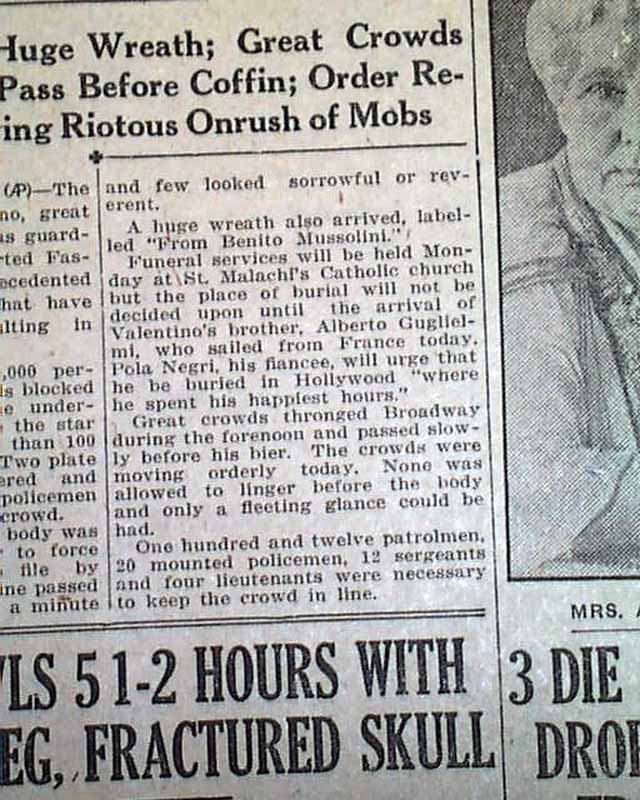 Huge Wreath; Great Crowds
Pass Before Coffin; Order Re-
ing Riotous Onrush of Mobs
(AP)—The
no, great
as guard-
rted Fas-
ecedented
hat have
lting in
,000 per-
s blocked
e under-
the star
than 100
Two plate
ered and
policemen
crowd.
body was
to force
file by
ine passed
a minute
and few looked sorrowful or rev-
erent.
A huge wreath also arrived, label-
led "From Benito Mussolini."
Funeral services will be held Mon-
day at St. Malachi's Catholic church
but the place of burial will not be
decided upon until the arrival of
Valentino's brother, Alberto Gugliel-
mi, who sailed from France today.
Pola Negri, his fiancee, will urge that
he be buried in Hollywood "where
he spent his happiest hours."
Great crowds thronged Broadway
during the forenoon and passed slow-
ly before his bier. The crowds were
moving orderly today. None was
allowed to linger before the body
and only a fleeting glance could be
had.
One hundred and twelve patrolmen,
20 mounted policemen, 12 sergeants
and four lieutenants were necessary
to keep the crowd in line.
MRS.
LS 5 1-2 HOURS WITH
EG, FRACTURED SKULL
3 DIE
DRO